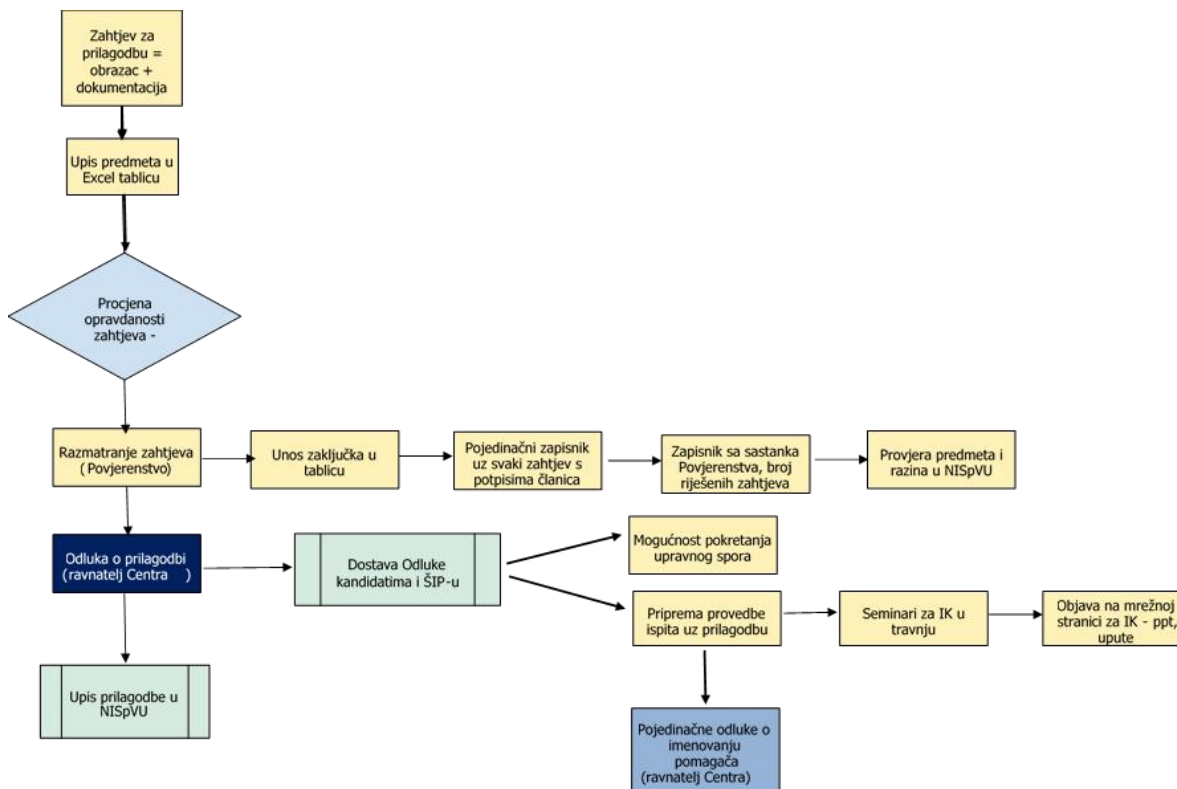 Zahtjev za
prilagodbu =
obrazac +
dokumentacija
Upis predmeta u
Excel tablicu
Procjena
opravdanosti
zahtjeva -
Razmatranje zahtjeva
(Povjerenstvo)
Unos zaključka u
tablicu
Pojedinačni zapisnik
uz svaki zahtjev s
potpisima članica
Zapisnik sa sastanka
Povjerenstva, broj
riješenih zahtjeva
Provjera predmeta i
razina u NISpVU
Odluka o prilagodbi
(ravnatelj Centra )
Dostava Odluke
kandidatima i ŠIP-u
Mogućnost pokretanja
upravnog spora
Priprema provedbe
ispita uz prilagodbu
Seminari za IK u
travnju
Objava na mrežnoj
stranici za IK - ppt,
upute
Upis prilagodbe u
NISpVU
Pojedinačne odluke o
imenovanju
pomagača
(ravnatelj Centra)